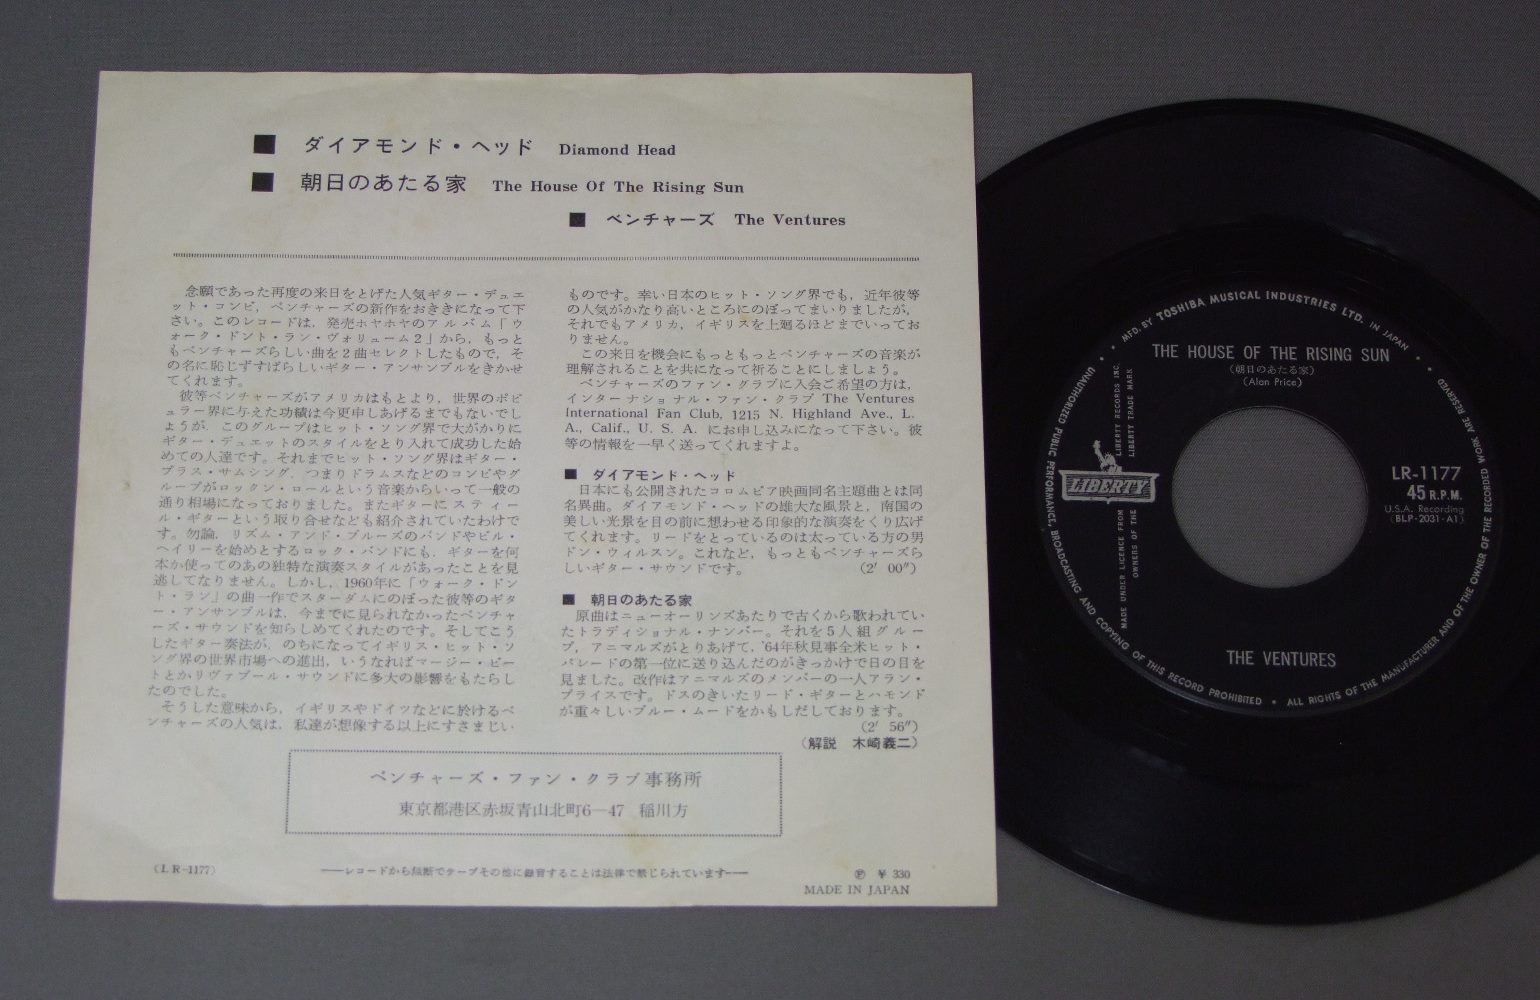 ■ ダイアモンド・ヘッド Diamond Head
■ 朝日のあたる家 The House Of The Rising Sun
■ ベンチャーズ The Ventures
念願であった再度の来日をとげた人気ギター・デュエ
ット・コンビ，ベンチャーズの新作をおききになって下
さい。このレコードは，発売ホヤホヤのアルバム「ウ
ォーク・ドント・ラン・ヴォリューム2」から，もっと
もベンチャーズらしい曲を2曲セレクトしたもので，そ
の名に恥じずすばらしいギター・アンサンブルをきかせ
てくれます。
彼等ベンチャーズがアメリカはもとより，世界のポピ
ュラー界に与えた功績は今更申しあげるまでもないでし
ょうが，このグループはヒット・ソング界で大がかりに
ギター・デュエットのスタイルをとり入れて成功した始
めての人達です。それまでヒット・ソング界はギター・
プラス・サムシング，つまりドラムスなどのコンビやグ
ループがロックン・ロールという音楽からいって一般の
通り相場になっておりました。またギターにスティー
ル・ギターという取り合せなども紹介されていたわけで
す。勿論，リズム・アンド・ブルーズのバンドやビル・
ヘイリーを始めとするロック・バンドにも，ギターを何
本か使ってのあの独特な演奏スタイルがあったことを見
逃してなりません。しかし，1960年に「ウォーク・ドン
ト・ラン」の曲一作でスターダムにのぼった彼等のギタ
ー・アンサンブルは，今までに見られなかったベンチャ
ーズ・サウンドを知らしめてくれたのです。そしてこう
したギター奏法が，のちになってイギリス・ヒット・ソ
ング界の世界市場への進出，いうなればマージー・ビー
トとかリヴァプール・サウンドに多大の影響をもたらし
たのでした。
そうした意味から，イギリスやドイツなどに於けるベ
ンチャーズの人気は，私達が想像する以上にすさまじい
ものです。幸い日本のヒット・ソング界でも，近年彼等
の人気がかなり高いところにのぼってまいりましたが，
それでもアメリカ，イギリスを上廻るほどまでいってお
りません。
この来日を機会にもっともっとベンチャーズの音楽が
理解されることを共になって祈ることにしましょう。
ベンチャーズのファン・グラブに入会ご希望の方は，
インターナショナル・ファン・クラブ The Ventures
International Fan Club, 1215 N. Highland Ave., L.
A., Calif., U. S. A. にお申し込みになって下さい。彼
等の情報を一早く送ってくれますよ。
■ ダイアモンド・ヘッド
日本にも公開されたコロムビア映画同名主題曲とは同
名異曲。ダイアモンド・ヘッドの雄大な風景と，南国の
美しい光景を目の前に想わせる印象的な演奏をくり広げ
てくれます。リードをとっているのは太っている方の男
ドン・ウィルスン。これなど，もっともベンチャーズら
しいギター・サウンドです。 (2′ 00″)
■ 朝日のあたる家
原曲はニューオーリンズあたりで古くから歌われてい
たトラディショナル・ナンバー。それを5人組グルー
プ，アニマルズがとりあげて，'64年秋見事全米ヒット・
パレードの第一位に送り込んだのがきっかけで日の目を
見ました。改作はアニマルズのメンバーの一人アラン・
プライスです。ドスのきいたリード・ギターとハモンド
が重々しいブルー・ムードをかもしだしております。
(2′ 56″)
(解説 木崎義二)
ベンチャーズ・ファン・クラブ事務所
東京都港区赤坂青山北町6—47 稲川方
(LR-1177)
——レコードから無断でテープその他に録音することは法律で禁じられています——
Ⓟ ¥ 330
MADE IN JAPAN
• MFD. BY TOSHIBA MUSICAL INDUSTRIES LTD. IN JAPAN •
THE HOUSE OF THE RISING SUN
(朝日のあたる家)
(Alan Price)
LIBERTY RECORDS INC.
LIBERTY TRADE MARK
LIBERTY
MADE UNDER LICENCE FROM
OWNERS OF THE
LR-1177
45 R.P.M.
U.S.A. Recording
(BLP-2031-A1)
THE VENTURES
UNAUTHORIZED PUBLIC PERFORMANCE, BROADCASTING AND COPYING OF THIS RECORD PROHIBITED • ALL RIGHTS OF THE MANUFACTURER AND OF THE OWNER OF THE RECORDED WORK ARE RESERVED